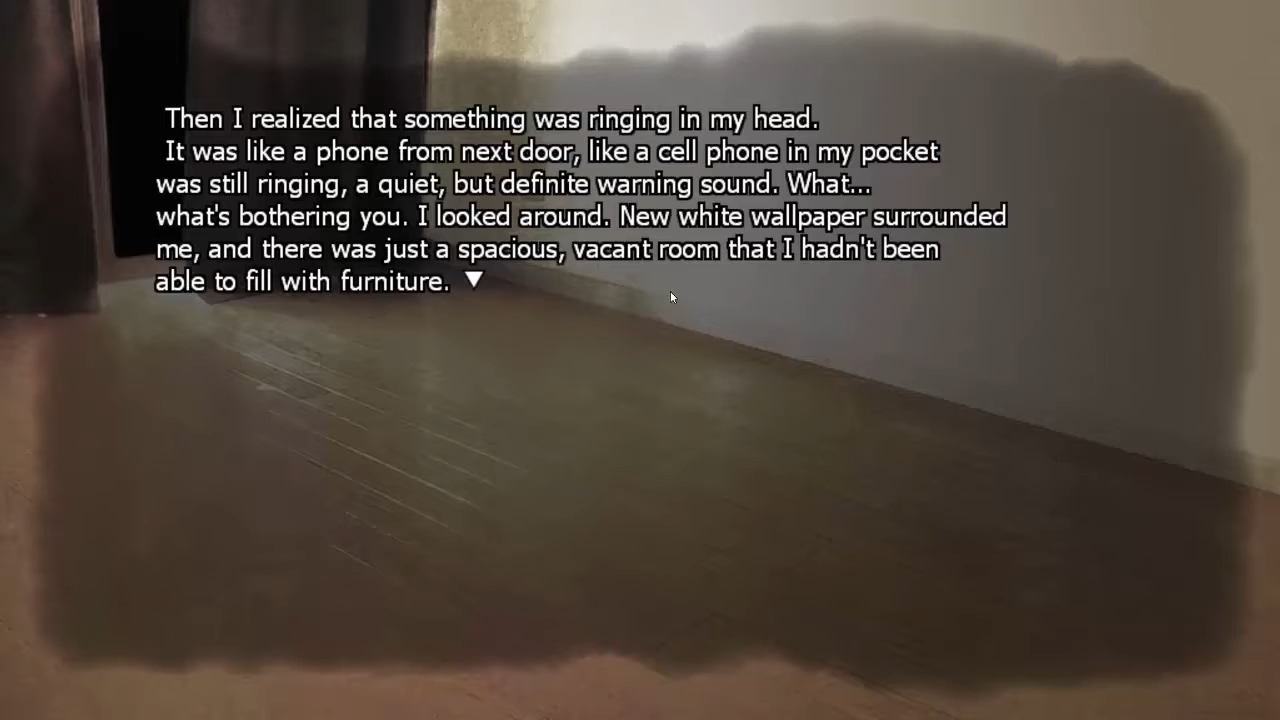 Then I realized that something was ringing in my head.
It was like a phone from next door, like a cell phone in my pocket
was still ringing, a quiet, but definite warning sound. What...
what's bothering you. I looked around. New white wallpaper surrounded
me, and there was just a spacious, vacant room that I hadn't been
able to fill with furniture. ▼